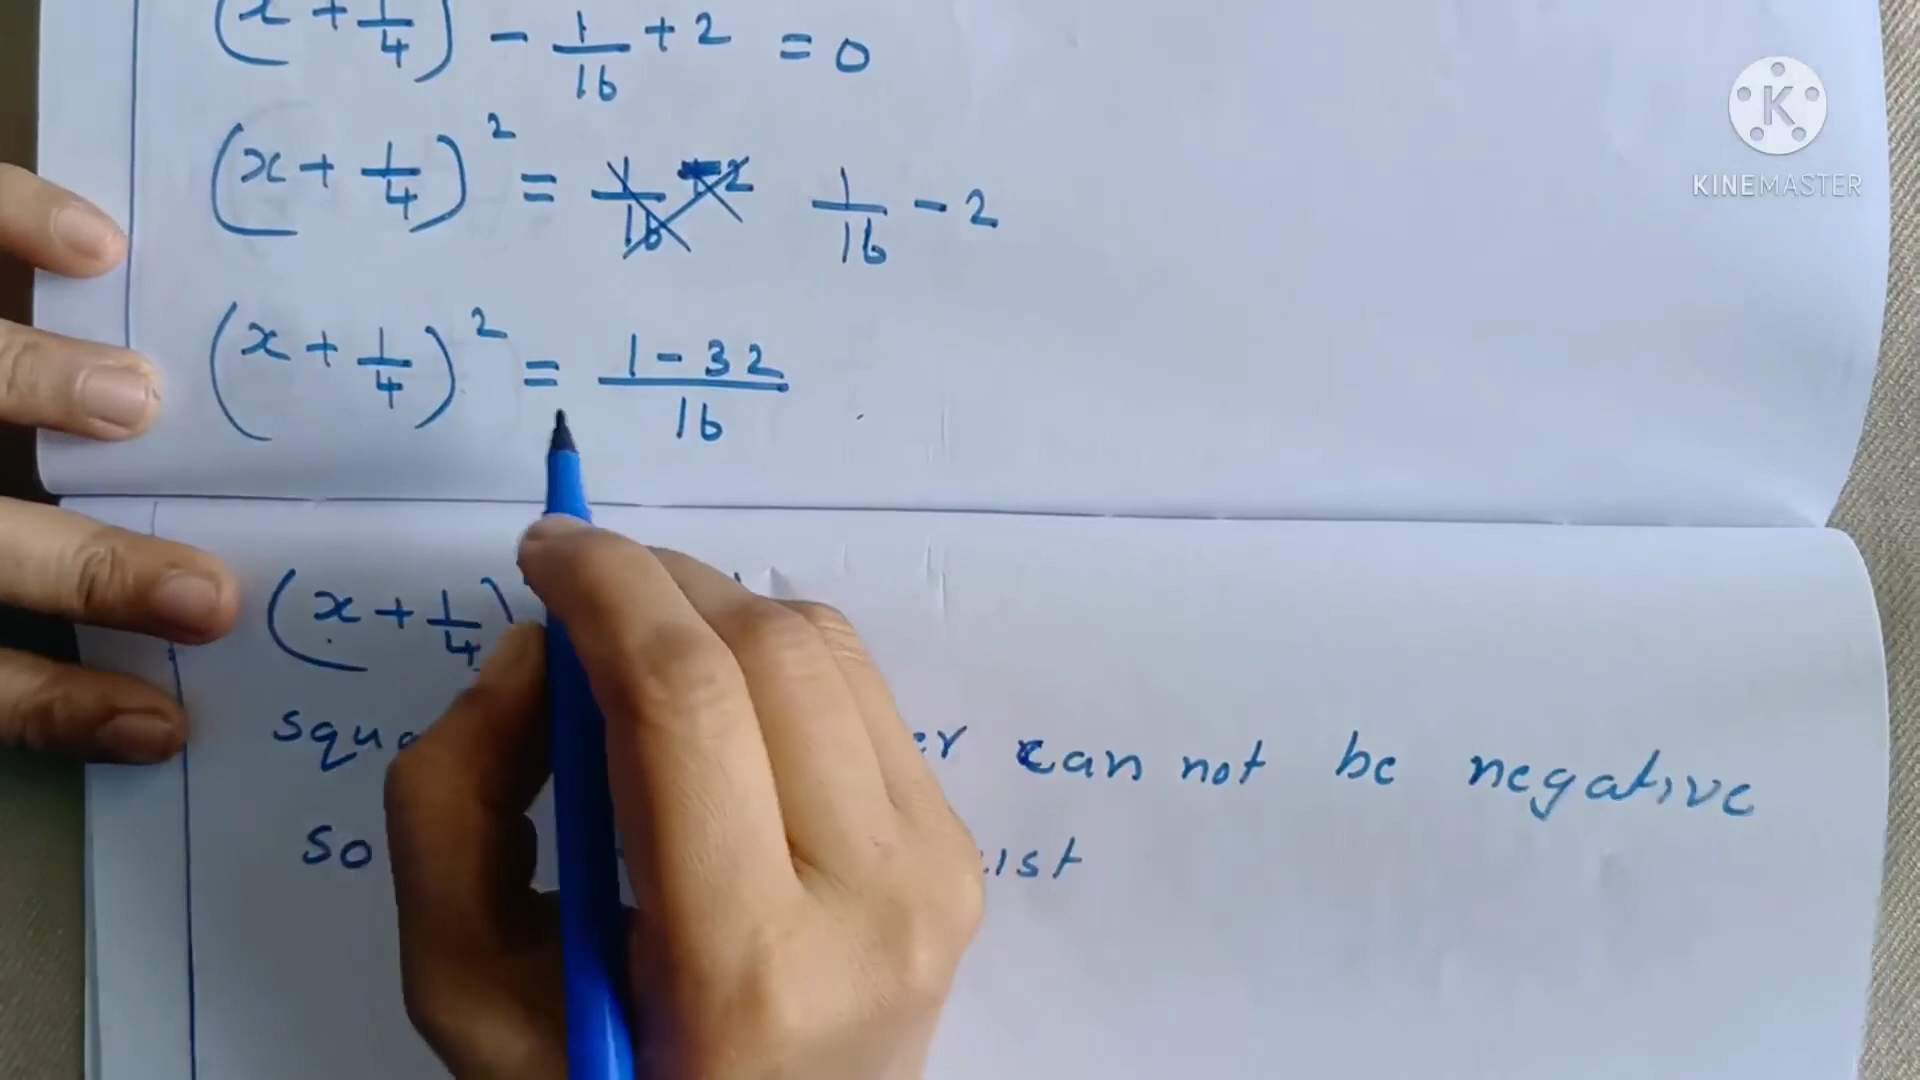 (x + 1/4) - 1/16 + 2 = 0
(x + 1/4)² = 1/16 - 2
(x + 1/4)² = 1 - 32 / 16
(x + 1/4)
can not be negative
so
K
KINEMASTER